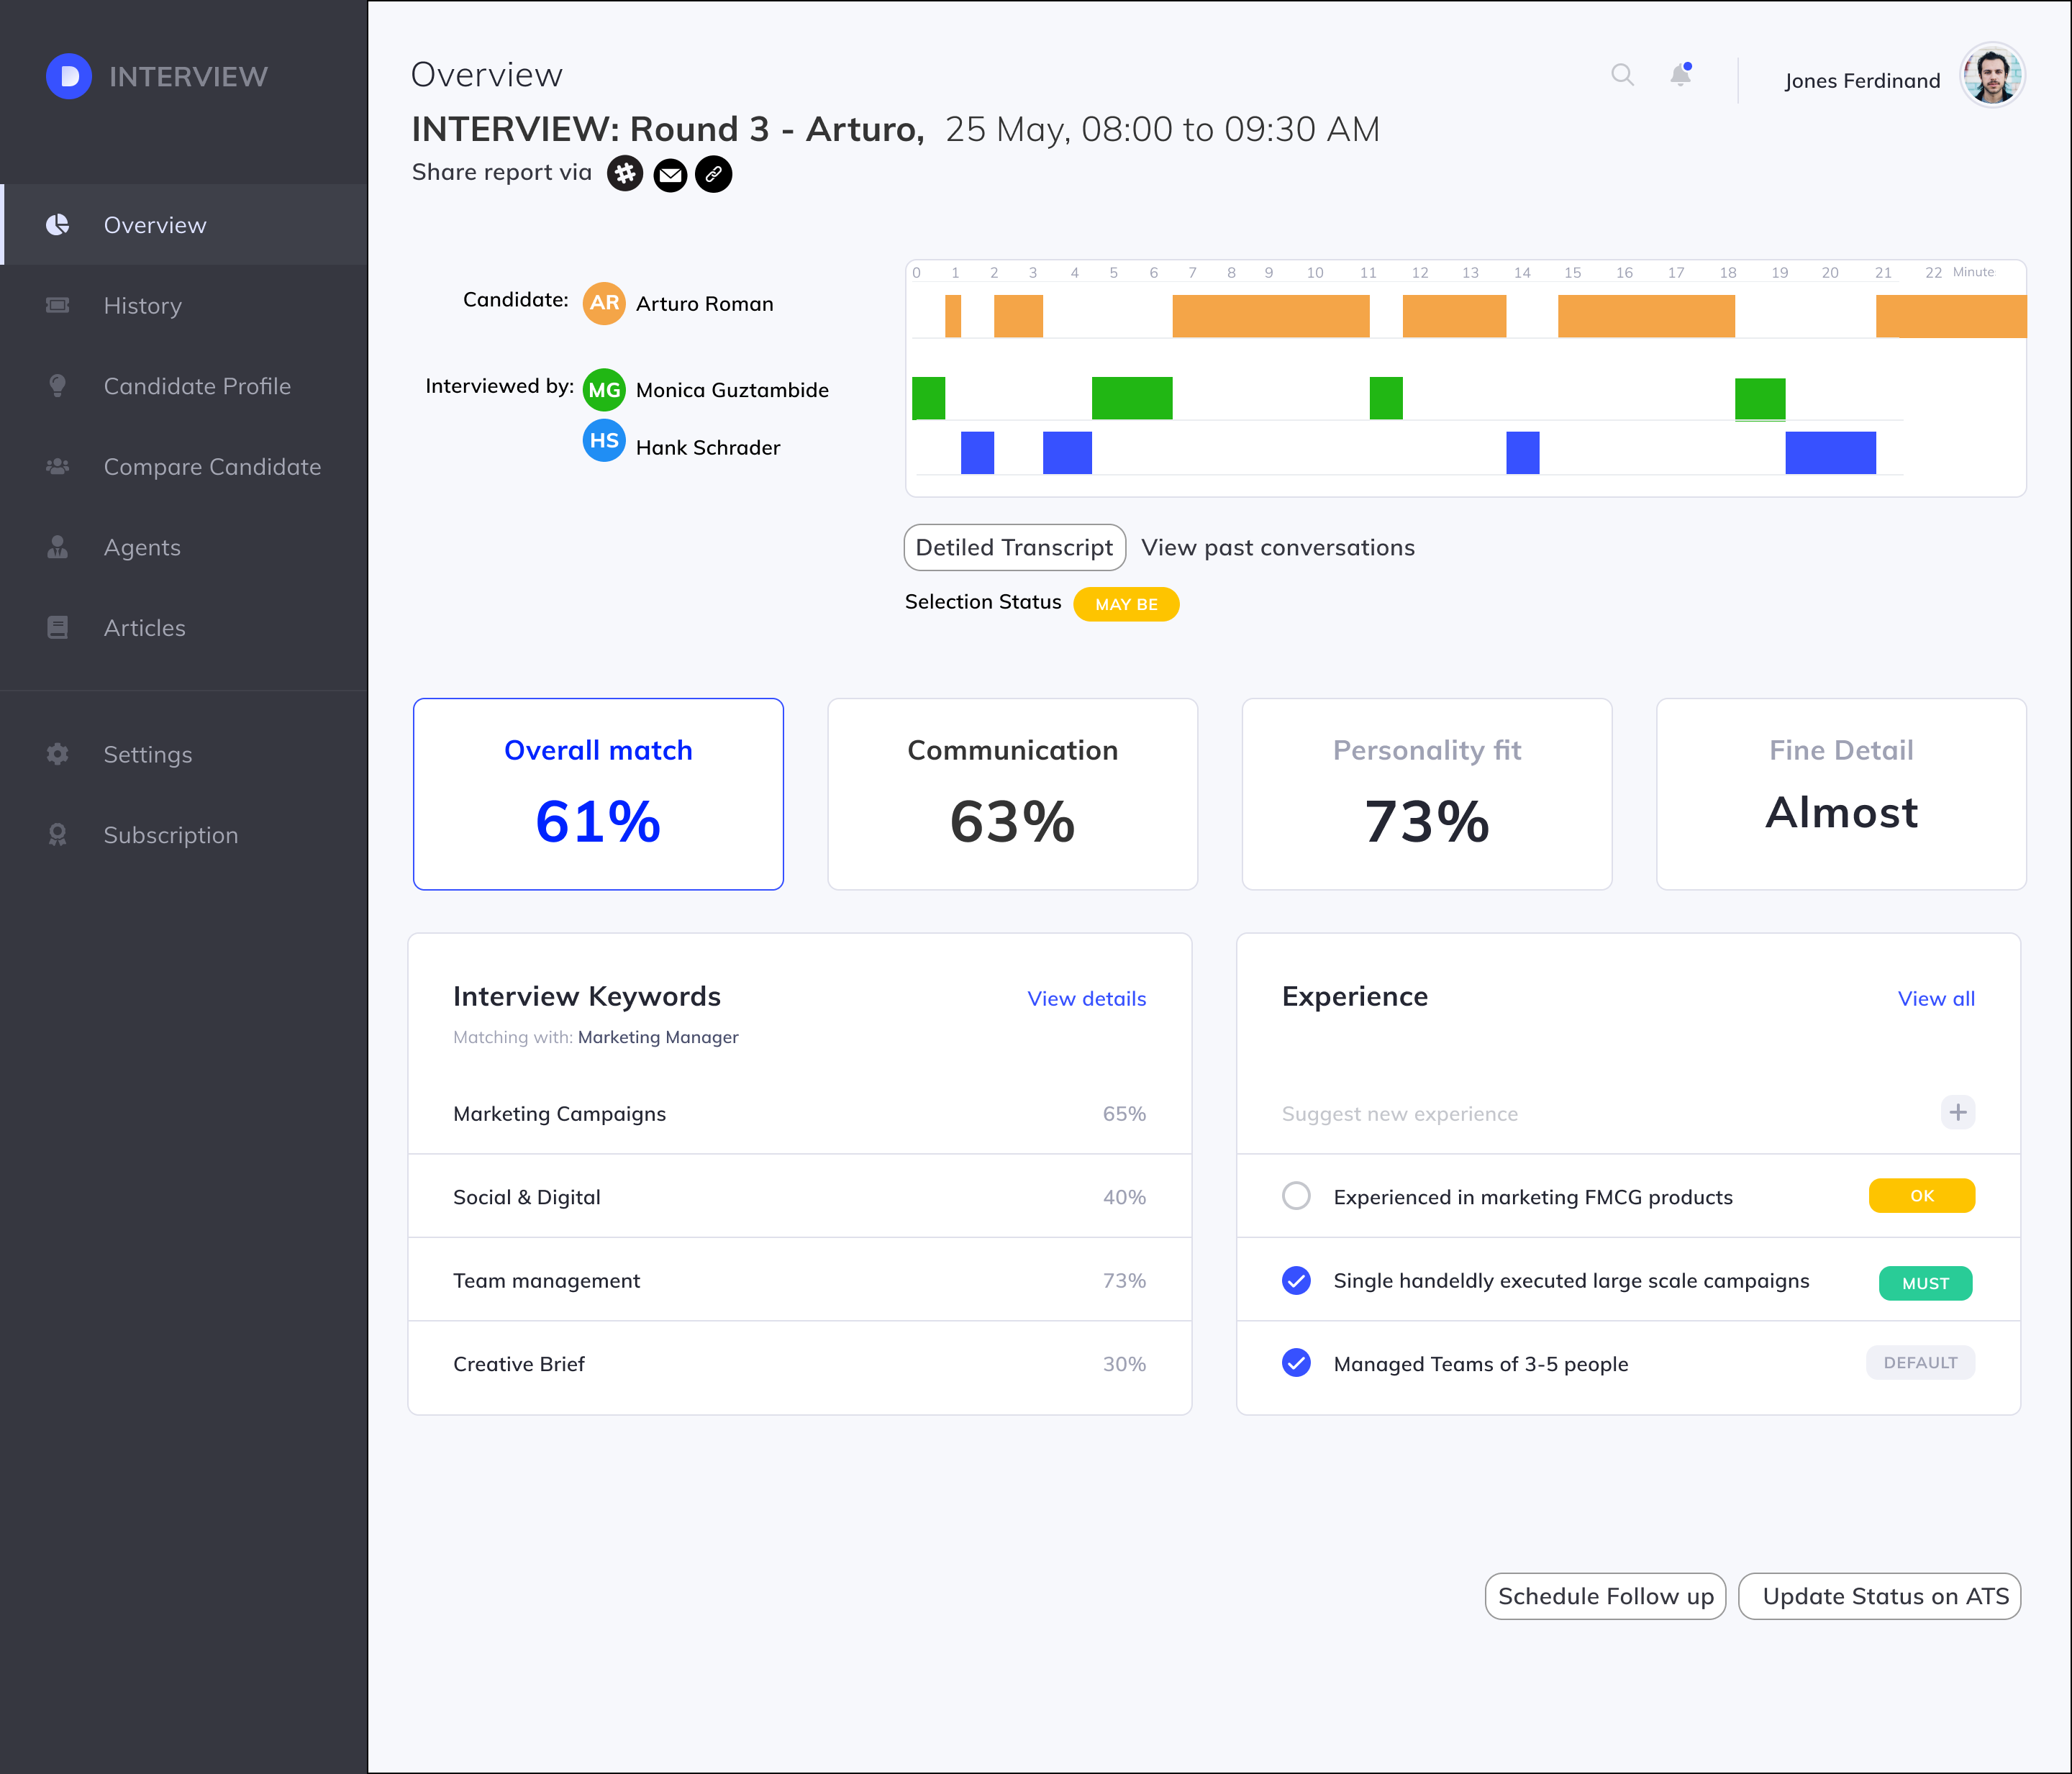 D INTERVIEW
Overview
History
Candidate Profile
Compare Candidate
Agents
Articles
Settings
Subscription
Overview
Jones Ferdinand
INTERVIEW: Round 3 - Arturo, 25 May, 08:00 to 09:30 AM
Share report via
0 1 2 3 4 5 6 7 8 9 10 11 12 13 14 15 16 17 18 19 20 21 22 Minute
Candidate: AR Arturo Roman
Interviewed by: MG Monica Guztambide
HS Hank Schrader
Detiled Transcript View past conversations
Selection Status MAY BE
Overall match
61%
Communication
63%
Personality fit
73%
Fine Detail
Almost
Interview Keywords View details
Matching with: Marketing Manager
Marketing Campaigns 65%
Social & Digital 40%
Team management 73%
Creative Brief 30%
Experience View all
Suggest new experience
Experienced in marketing FMCG products OK
Single handeldly executed large scale campaigns MUST
Managed Teams of 3-5 people DEFAULT
Schedule Follow up Update Status on ATS